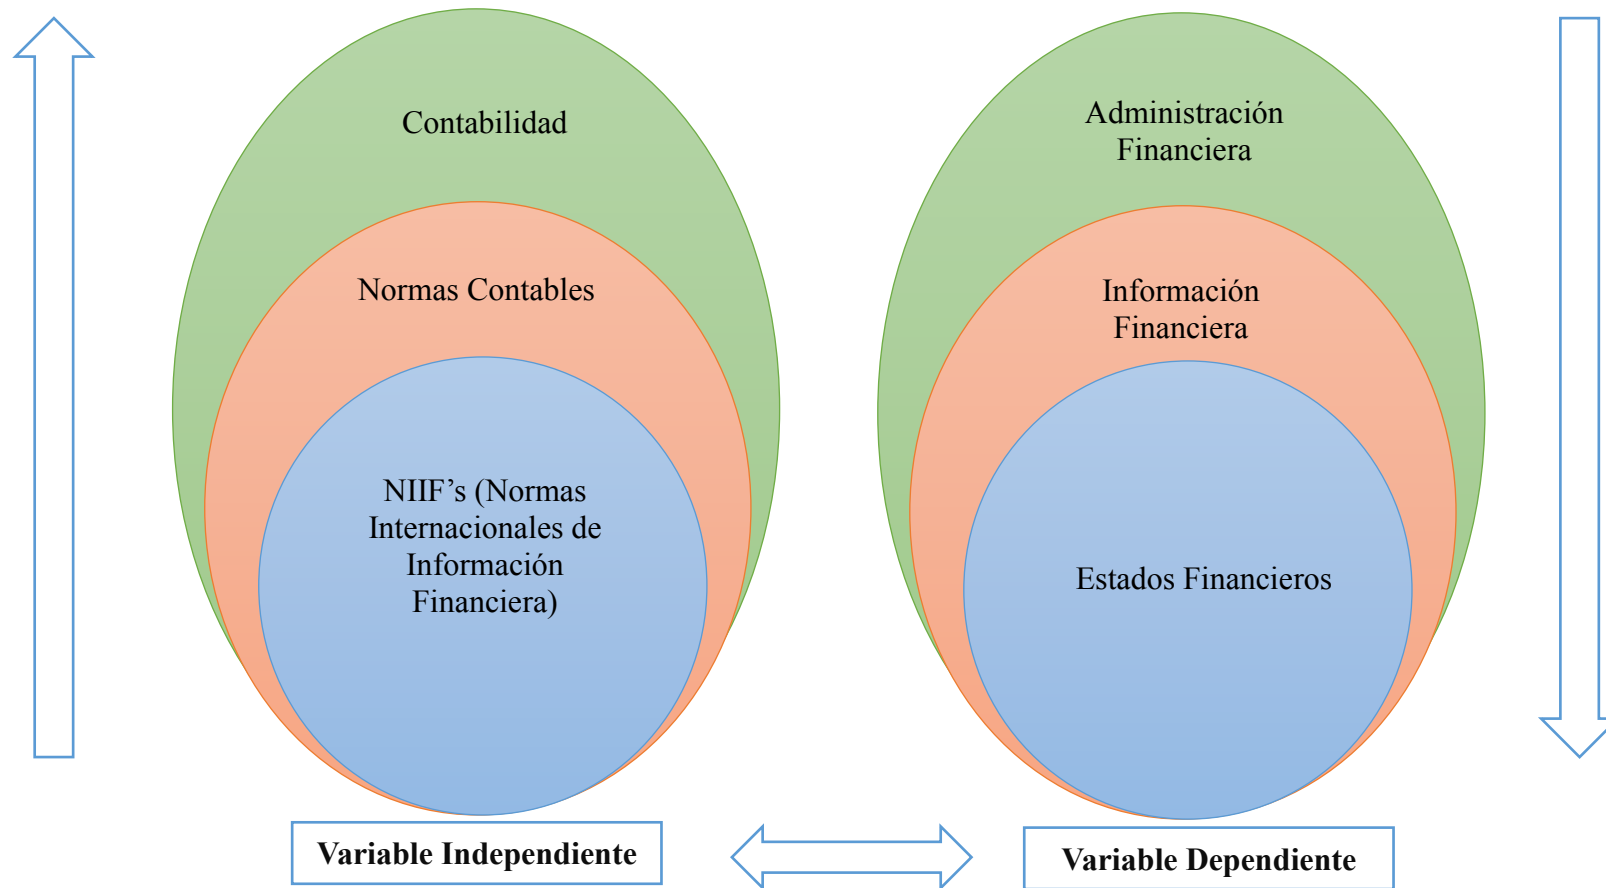 Contabilidad
Normas Contables
NIIF’s (Normas
Internacionales de
Información
Financiera)
Variable Independiente
Administración
Financiera
Información
Financiera
Estados Financieros
Variable Dependiente